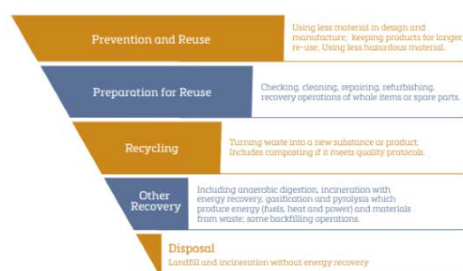 Prevention and Reuse
Using less material in design and
manufacture; keeping products for longer;
re-use; Using less hazardous material.
Preparation for Reuse
Checking, cleaning, repairing, refurbishing,
recovery operations of whole items or spare parts.
Recycling
Turning waste into a new substance or product.
Includes composting if it meets quality protocols.
Other
Recovery
Including anaerobic digestion, incineration with
energy recovery, gasification and pyrolysis which
produce energy (fuels, heat and power) and materials
from waste; some backfilling operations.
Disposal
Landfill and incineration without energy recovery